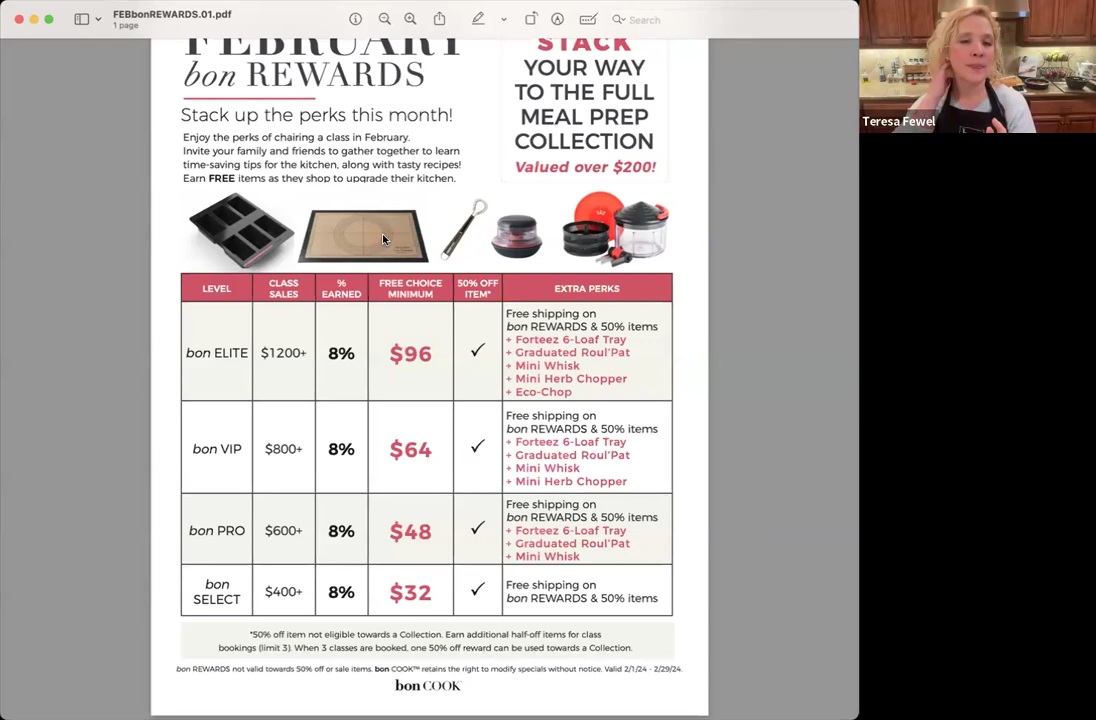 FEBbonREWARDS.01.pdf
1 page
Search
Teresa Fewel
FEBRUARY
bon REWARDS
Stack up the perks this month!
Enjoy the perks of chairing a class in February.
Invite your family and friends to gather together to learn
time-saving tips for the kitchen, along with tasty recipes!
Earn FREE items as they shop to upgrade their kitchen.
STACK
YOUR WAY
TO THE FULL
MEAL PREP
COLLECTION
Valued over $200!
LEVEL
CLASS
SALES
%
EARNED
FREE CHOICE
MINIMUM
50% OFF
ITEM*
EXTRA PERKS
bon ELITE
$1200+
8%
$96
✓
Free shipping on
bon REWARDS & 50% items
+ Forteez 6-Loaf Tray
+ Graduated Roul'Pat
+ Mini Whisk
+ Mini Herb Chopper
+ Eco-Chop
bon VIP
$800+
8%
$64
✓
Free shipping on
bon REWARDS & 50% items
+ Forteez 6-Loaf Tray
+ Graduated Roul'Pat
+ Mini Whisk
+ Mini Herb Chopper
bon PRO
$600+
8%
$48
✓
Free shipping on
bon REWARDS & 50% items
+ Forteez 6-Loaf Tray
+ Graduated Roul'Pat
+ Mini Whisk
bon
SELECT
$400+
8%
$32
✓
Free shipping on
bon REWARDS & 50% items
*50% off item not eligible towards a Collection. Earn additional half-off items for class
bookings (limit 3). When 3 classes are booked, one 50% off reward can be used towards a Collection.
bon REWARDS not valid towards 50% off or sale items. bon COOK™ retains the right to modify specials without notice. Valid 2/1/24 - 2/29/24.
bon COOK